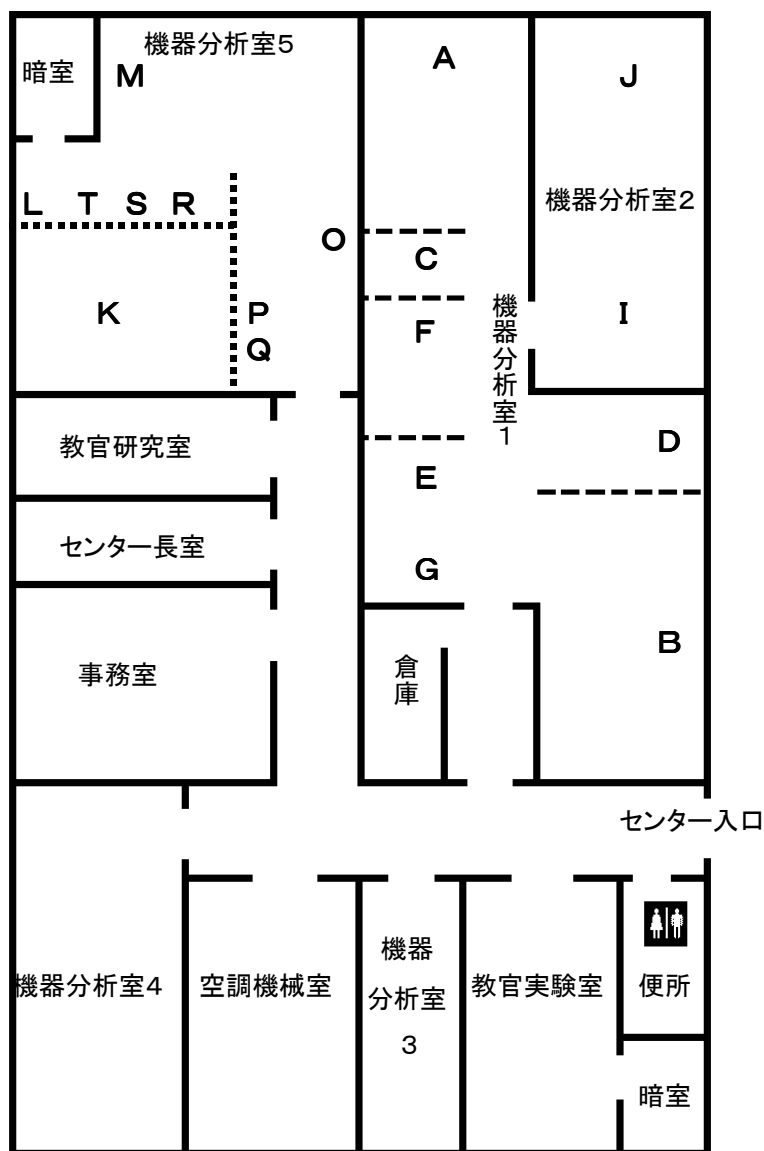 機器分析室5
A
暗室
M
J
L T S R
機器分析室2
O
C
K
P
機器分析室1
I
F
Q
教官研究室
D
E
センター長室
G
B
倉庫
事務室
センター入口
機器分析室4
空調機械室
機器
分析室
3
教官実験室
便所
暗室